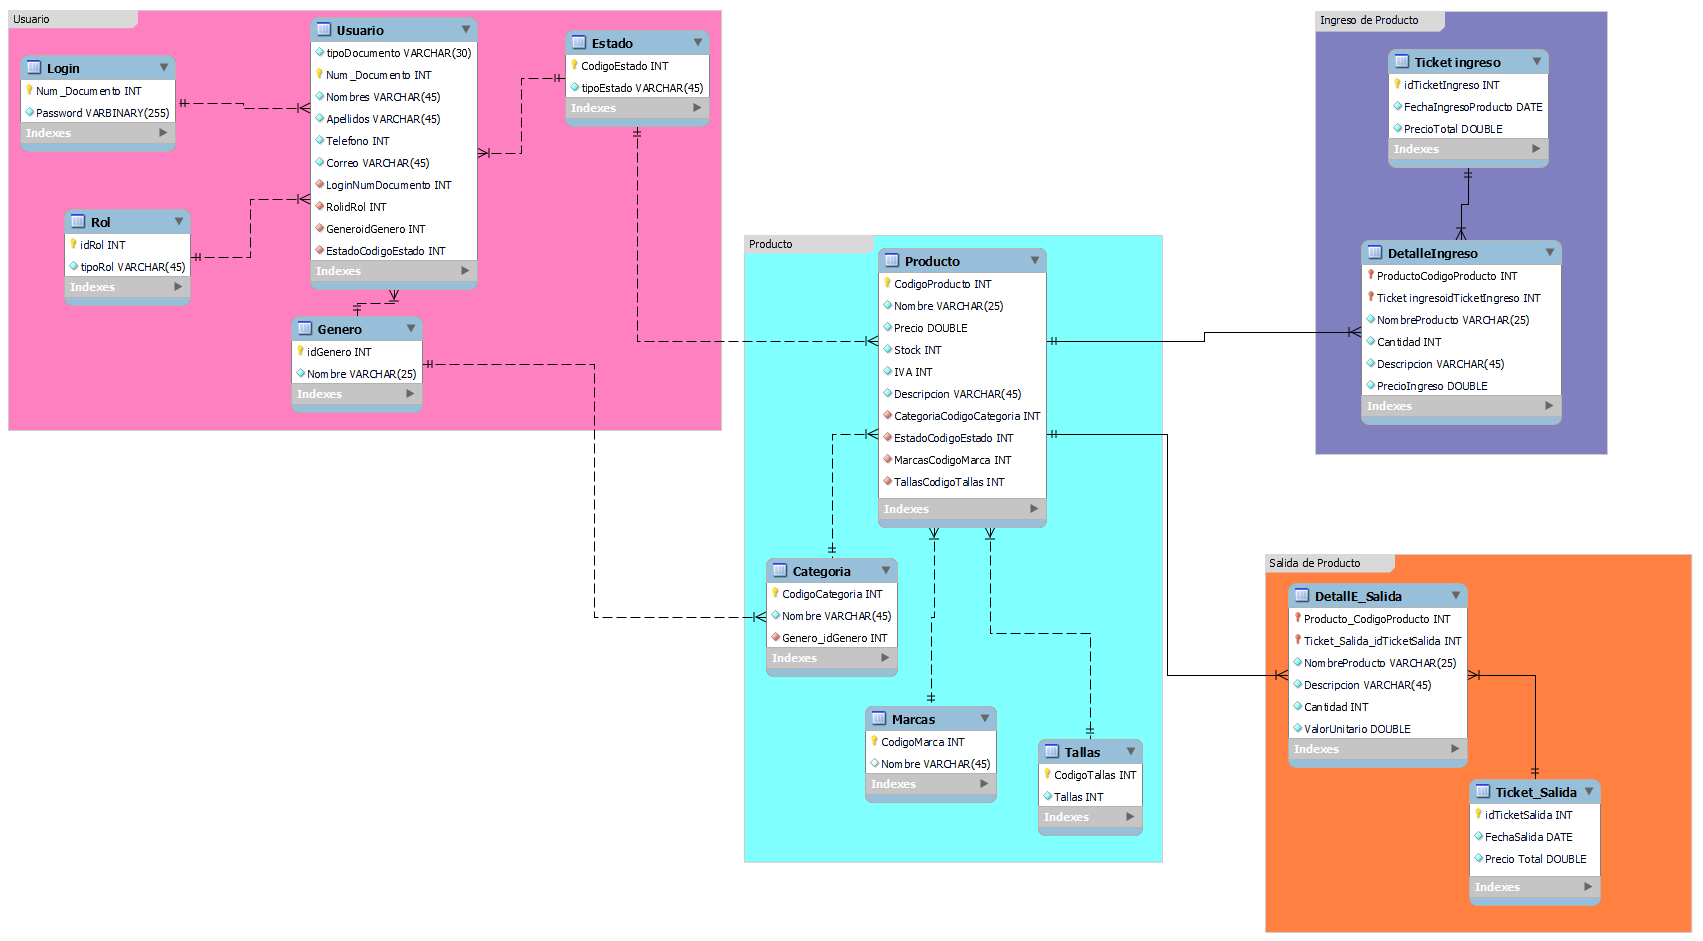 Usuario
Login
Num_Documento INT
Password VARBINARY(255)
Indexes
Rol
idRol INT
tipoRol VARCHAR(45)
Indexes
Usuario
tipoDocumento VARCHAR(30)
Num_Documento INT
Nombres VARCHAR(45)
Apellidos VARCHAR(45)
Telefono INT
Correo VARCHAR(45)
LoginNumDocumento INT
RolidRol INT
GeneroidGenero INT
EstadoCodigoEstado INT
Indexes
Estado
CodigoEstado INT
tipoEstado VARCHAR(45)
Indexes
Genero
idGenero INT
Nombre VARCHAR(25)
Indexes
Producto
Producto
CodigoProducto INT
Nombre VARCHAR(25)
Precio DOUBLE
Stock INT
IVA INT
Descripcion VARCHAR(45)
CategoriaCodigoCategoria INT
EstadoCodigoEstado INT
MarcasCodigoMarca INT
TallasCodigoTallas INT
Indexes
Categoria
CodigoCategoria INT
Nombre VARCHAR(45)
Genero_idGenero INT
Indexes
Marcas
CodigoMarca INT
Nombre VARCHAR(45)
Indexes
Tallas
CodigoTallas INT
Tallas INT
Indexes
Ingreso de Producto
Ticket ingreso
idTicketIngreso INT
FechaIngresoProducto DATE
PrecioTotal DOUBLE
Indexes
DetalleIngreso
ProductoCodigoProducto INT
Ticket ingresoidTicketIngreso INT
NombreProducto VARCHAR(25)
Cantidad INT
Descripcion VARCHAR(45)
PrecioIngreso DOUBLE
Indexes
Salida de Producto
DetallE_Salida
Producto_CodigoProducto INT
Ticket_Salida_idTicketSalida INT
NombreProducto VARCHAR(25)
Descripcion VARCHAR(45)
Cantidad INT
ValorUnitario DOUBLE
Indexes
Ticket_Salida
idTicketSalida INT
FechaSalida DATE
Precio Total DOUBLE
Indexes